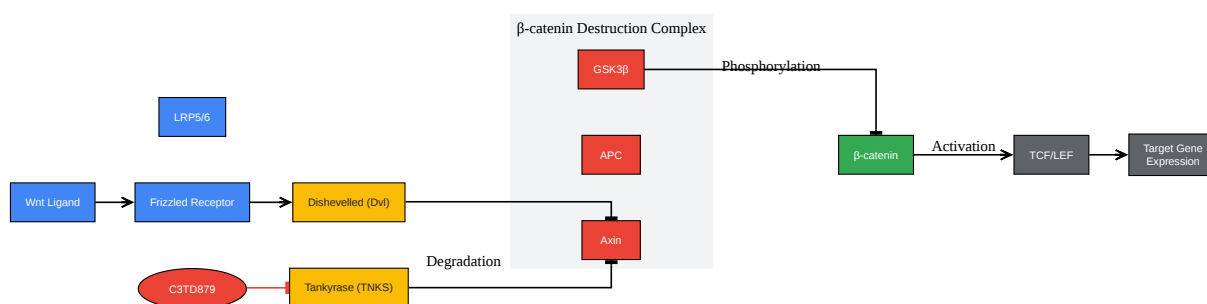 β-catenin Destruction Complex
GSK3β
Phosphorylation
LRP5/6
APC
β-catenin
Activation
TCF/LEF
Target Gene
Expression
Wnt Ligand
Frizzled Receptor
Dishevelled (Dvl)
Axin
Degradation
C3TD879
Tankyrase (TNKS)